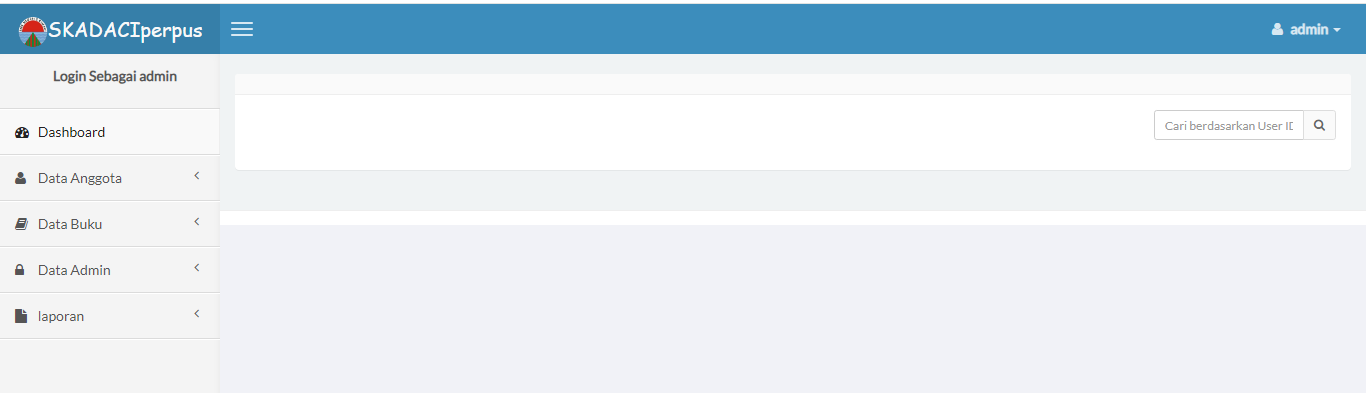 SKADACIperpus
admin
Login Sebagai admin
Dashboard
Cari berdasarkan User ID
Data Anggota
Data Buku
Data Admin
laporan